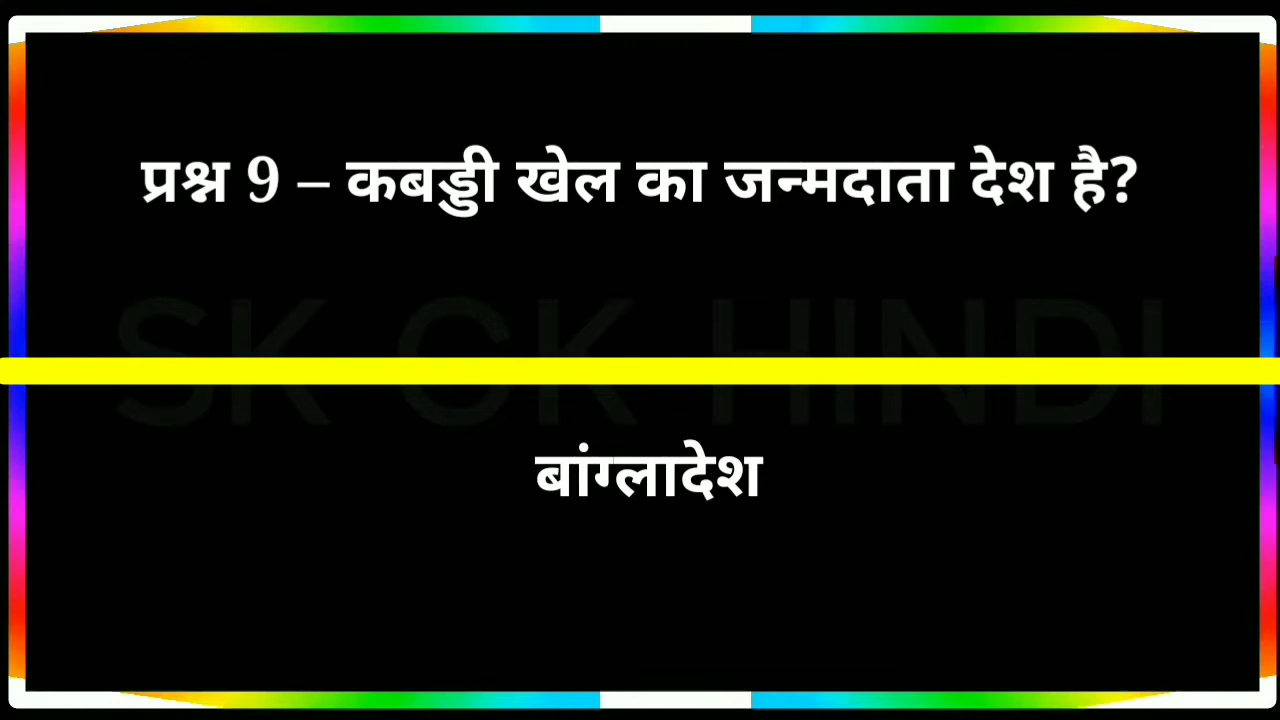 प्रश्न 9 – कबड्डी खेल का जन्मदाता देश है?
SK GK HINDI
बांग्लादेश